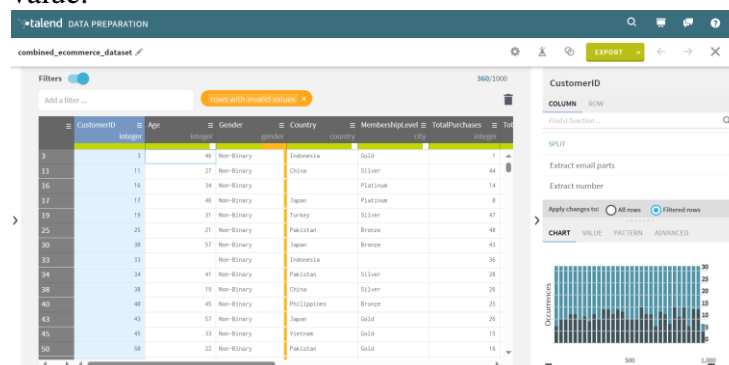 value.
talend DATA PREPARATION
combined_ecommerce_dataset
EXPORT
Filters 360/1000
Add a filter ...
rows with invalid values ×
CustomerID Age Gender Country MembershipLevel TotalPurchases Tot
integer integer gender country city integer
3 3 46 Non-Binary Indonesia Gold 1
11 11 27 Non-Binary China Silver 44
16 16 34 Non-Binary Platinum 14
17 17 46 Non-Binary Japan Platinum 8
19 19 31 Non-Binary Turkey Silver 47
25 25 21 Non-Binary Pakistan Bronze 48
30 30 57 Non-Binary Japan Bronze 43
33 33 Non-Binary Indonesia 36
34 34 41 Non-Binary Pakistan Silver 28
38 38 19 Non-Binary China Silver 26
40 40 45 Non-Binary Philippines Bronze 25
43 43 57 Non-Binary Japan Gold 26
45 45 33 Non-Binary Vietnam Gold 15
50 50 22 Non-Binary Pakistan Gold 16
CustomerID
COLUMN ROW
Find a function ...
SPLIT
Extract email parts
Extract number
Apply changes to: All rows Filtered rows
CHART VALUE PATTERN ADVANCED
Occurrences
30
25
20
15
10
5
0
500 1,000